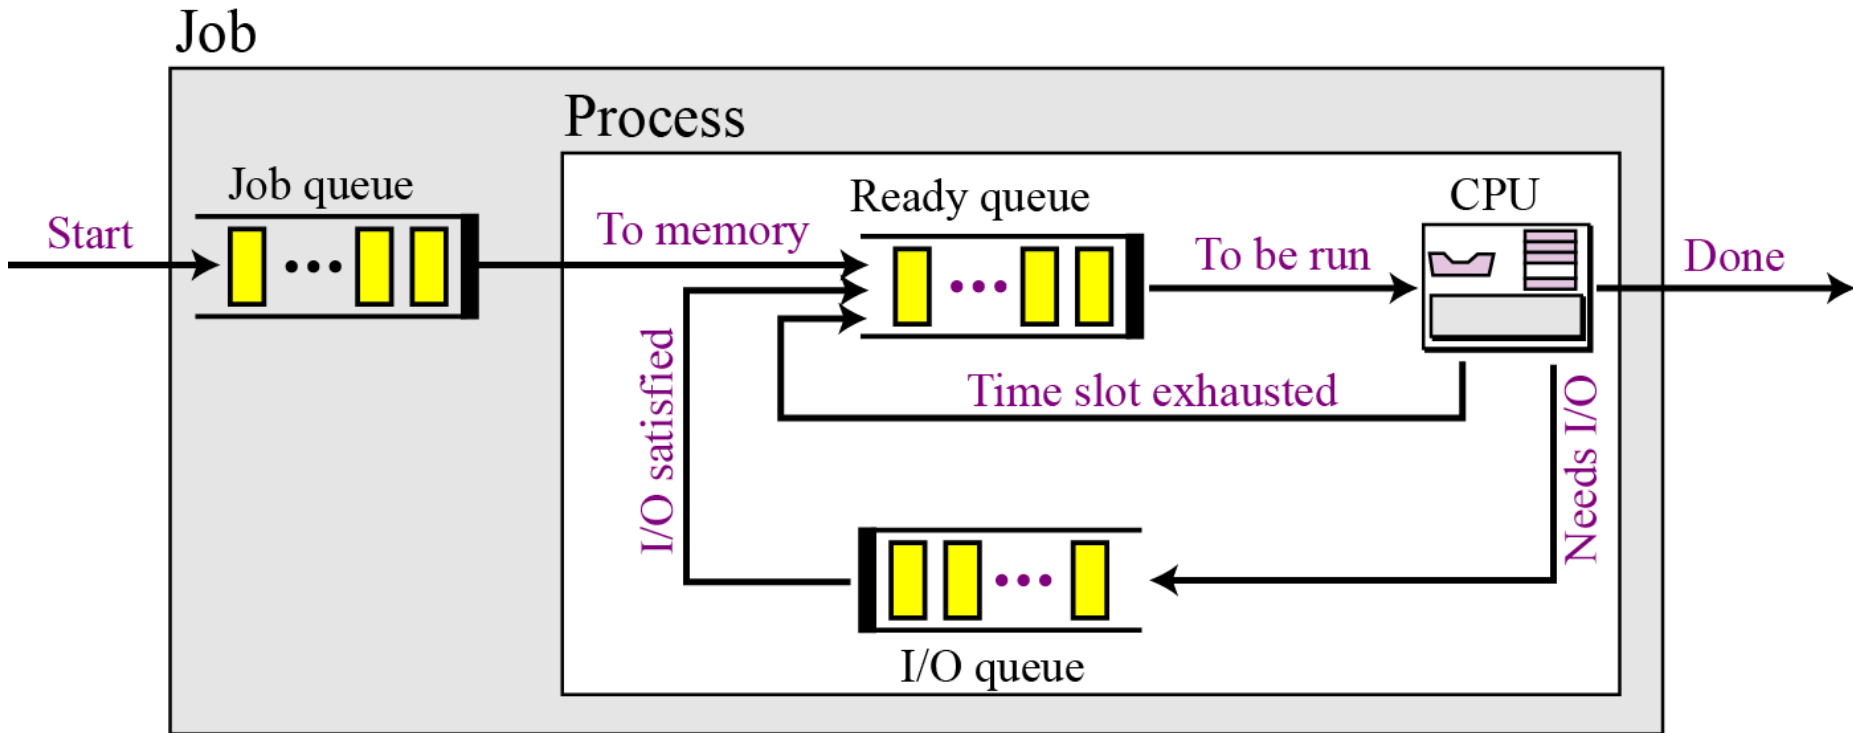 Job
Process
Job queue
Ready queue
CPU
Start
To memory
To be run
Done
Time slot exhausted
I/O satisfied
Needs I/O
I/O queue